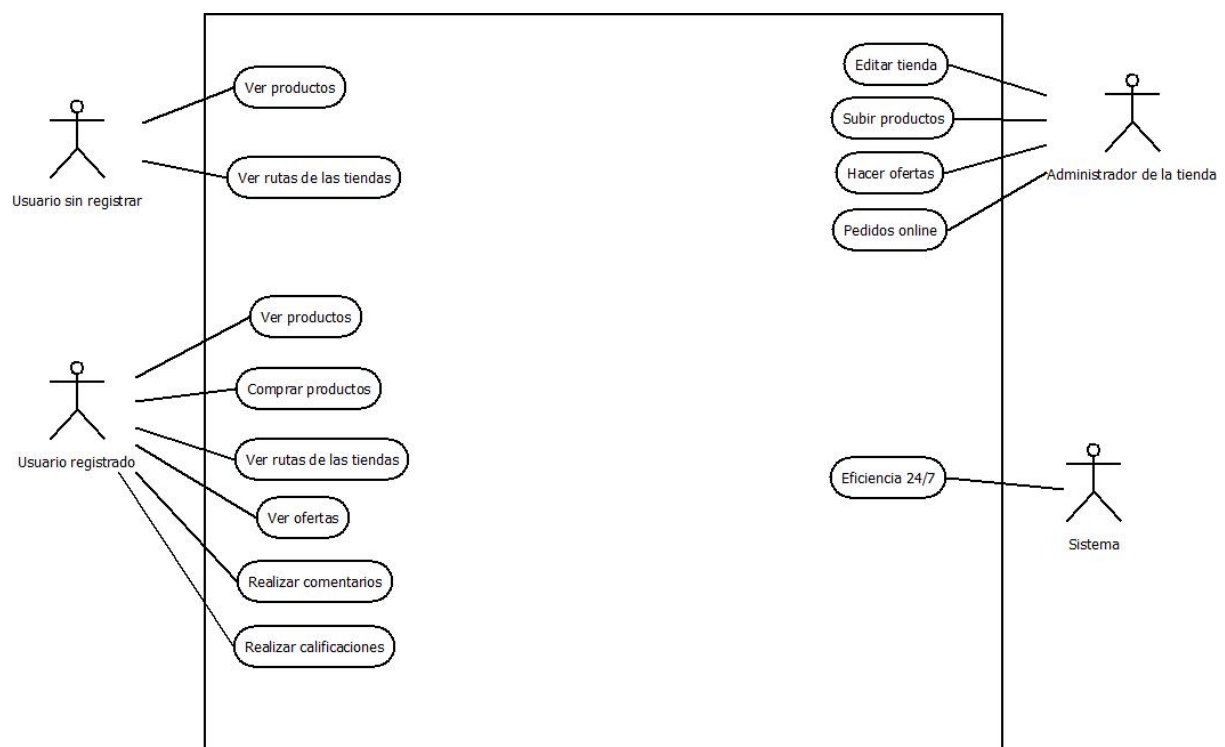 Ver productos
Ver rutas de las tiendas
Usuario sin registrar
Editar tienda
Subir productos
Hacer ofertas
Pedidos online
Administrador de la tienda
Ver productos
Comprar productos
Ver rutas de las tiendas
Ver ofertas
Realizar comentarios
Realizar calificaciones
Usuario registrado
Eficiencia 24/7
Sistema